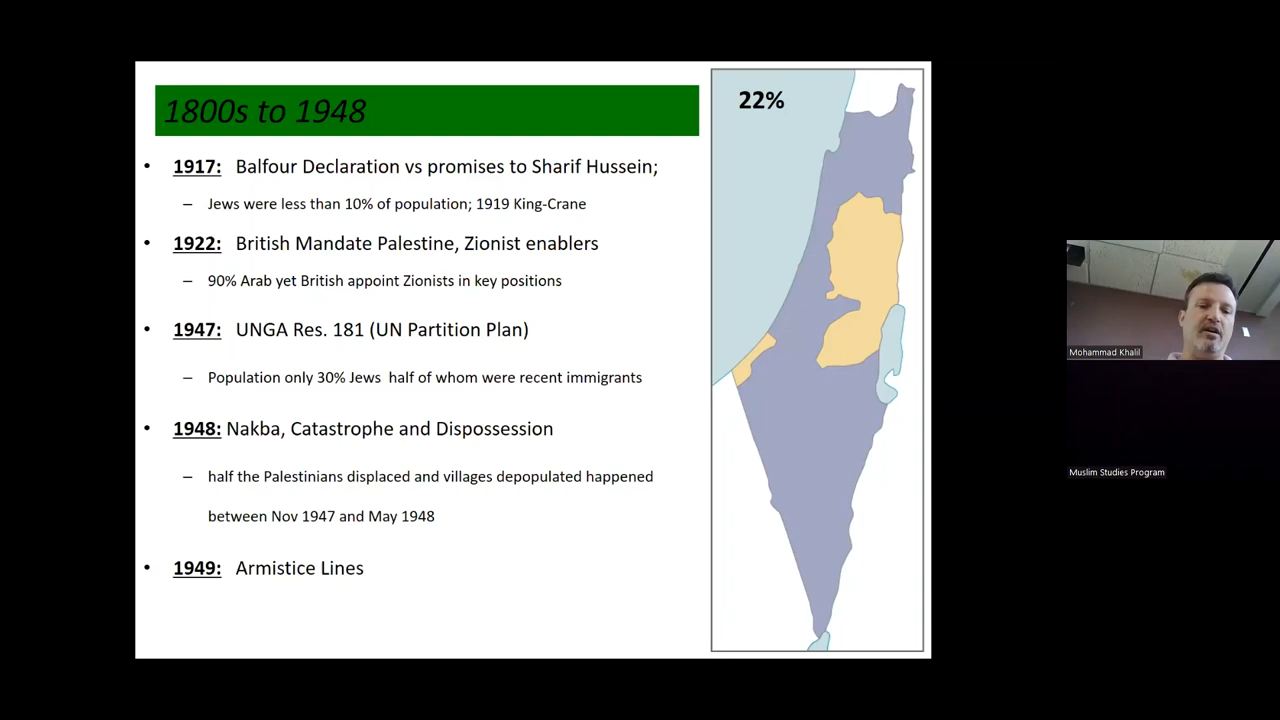 1800s to 1948
22%
• 1917: Balfour Declaration vs promises to Sharif Hussein;
– Jews were less than 10% of population; 1919 King-Crane
• 1922: British Mandate Palestine, Zionist enablers
– 90% Arab yet British appoint Zionists in key positions
• 1947: UNGA Res. 181 (UN Partition Plan)
– Population only 30% Jews half of whom were recent immigrants
• 1948: Nakba, Catastrophe and Dispossession
– half the Palestinians displaced and villages depopulated happened
between Nov 1947 and May 1948
• 1949: Armistice Lines
Mohammad Khalil
Muslim Studies Program